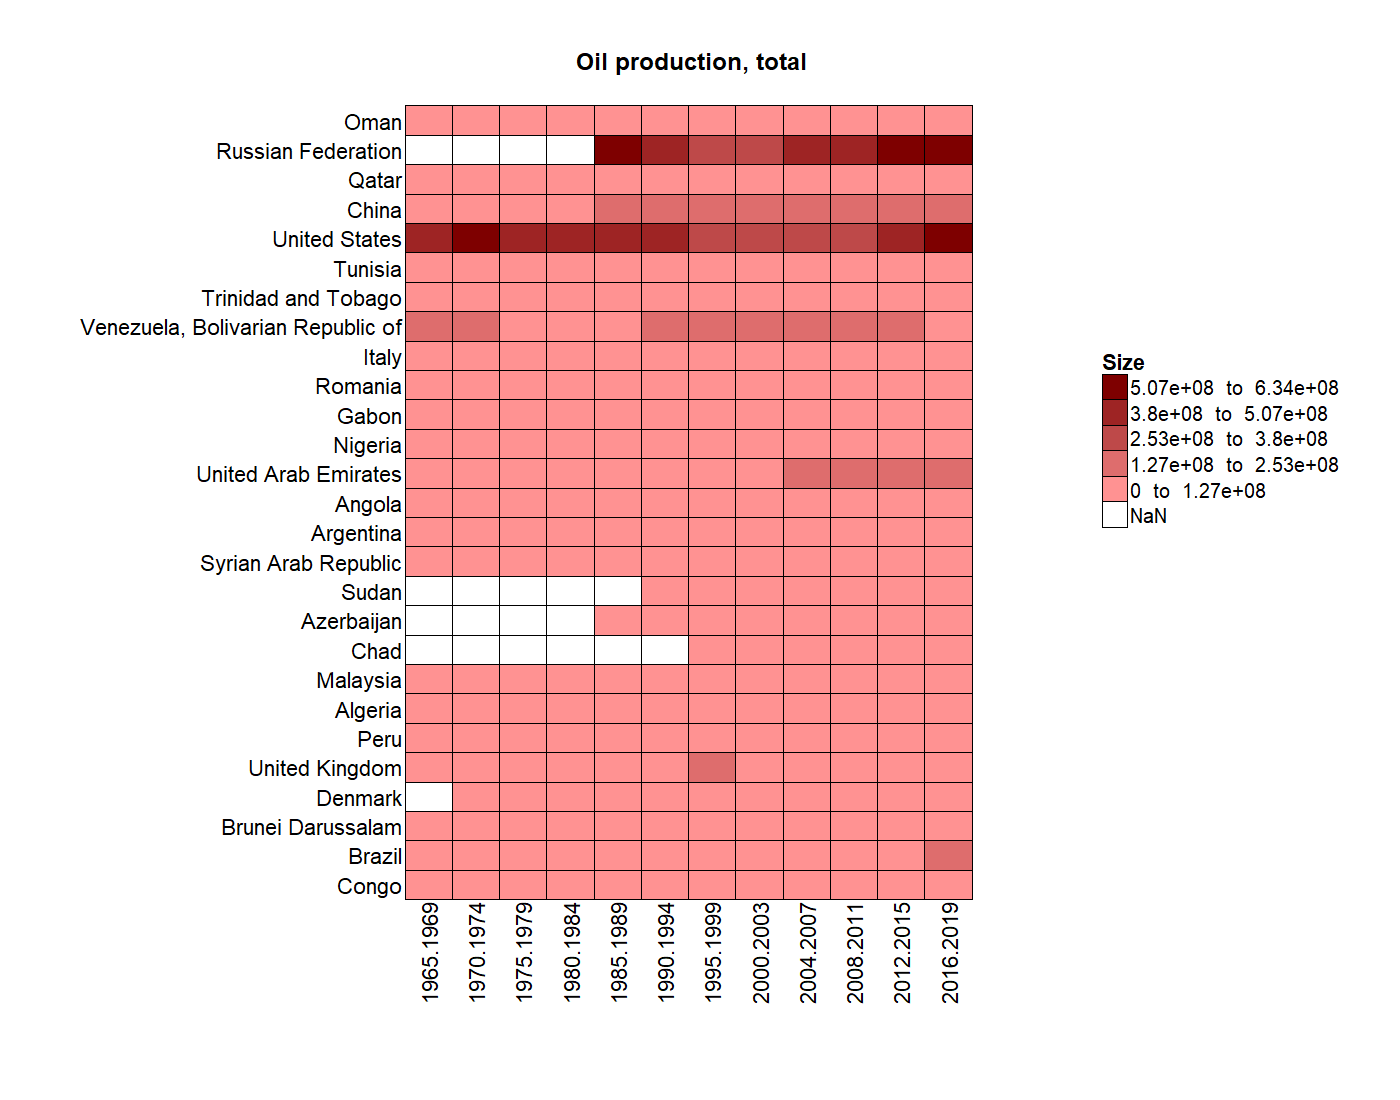 Oil production, total
Oman
Russian Federation
Qatar
China
United States
Tunisia
Trinidad and Tobago
Venezuela, Bolivarian Republic of
Italy
Romania
Gabon
Nigeria
United Arab Emirates
Angola
Argentina
Syrian Arab Republic
Sudan
Azerbaijan
Chad
Malaysia
Algeria
Peru
United Kingdom
Denmark
Brunei Darussalam
Brazil
Congo
1965.1969
1970.1974
1975.1979
1980.1984
1985.1989
1990.1994
1995.1999
2000.2003
2004.2007
2008.2011
2012.2015
2016.2019
Size
5.07e+08 to 6.34e+08
3.8e+08 to 5.07e+08
2.53e+08 to 3.8e+08
1.27e+08 to 2.53e+08
0 to 1.27e+08
NaN